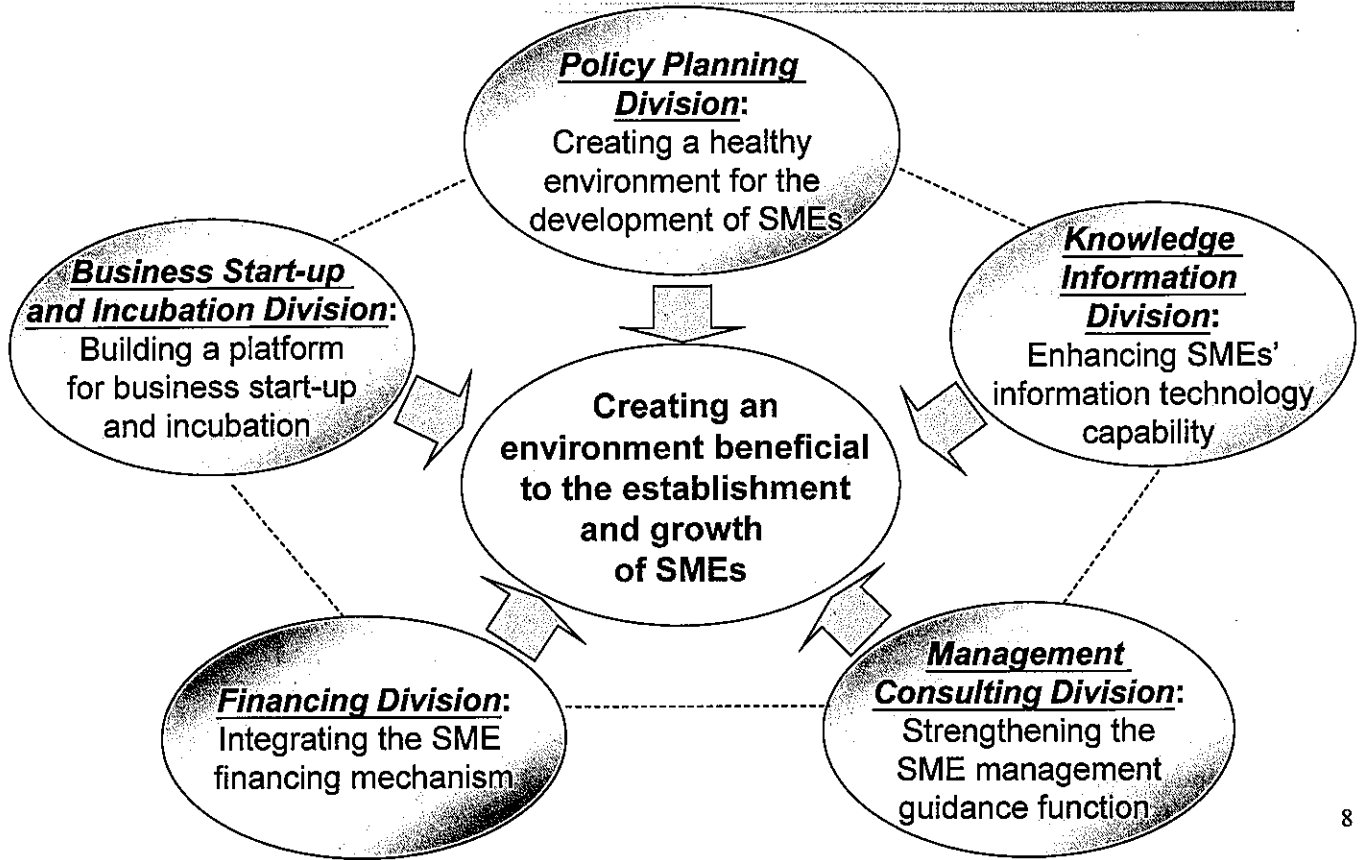 Policy Planning
Division:
Creating a healthy
environment for the
development of SMEs
Business Start-up
and Incubation Division:
Building a platform
for business start-up
and incubation
Knowledge
Information
Division:
Enhancing SMEs'
information technology
capability
Creating an
environment beneficial
to the establishment
and growth
of SMEs
Financing Division:
Integrating the SME
financing mechanism
Management
Consulting Division:
Strengthening the
SME management
guidance function
8